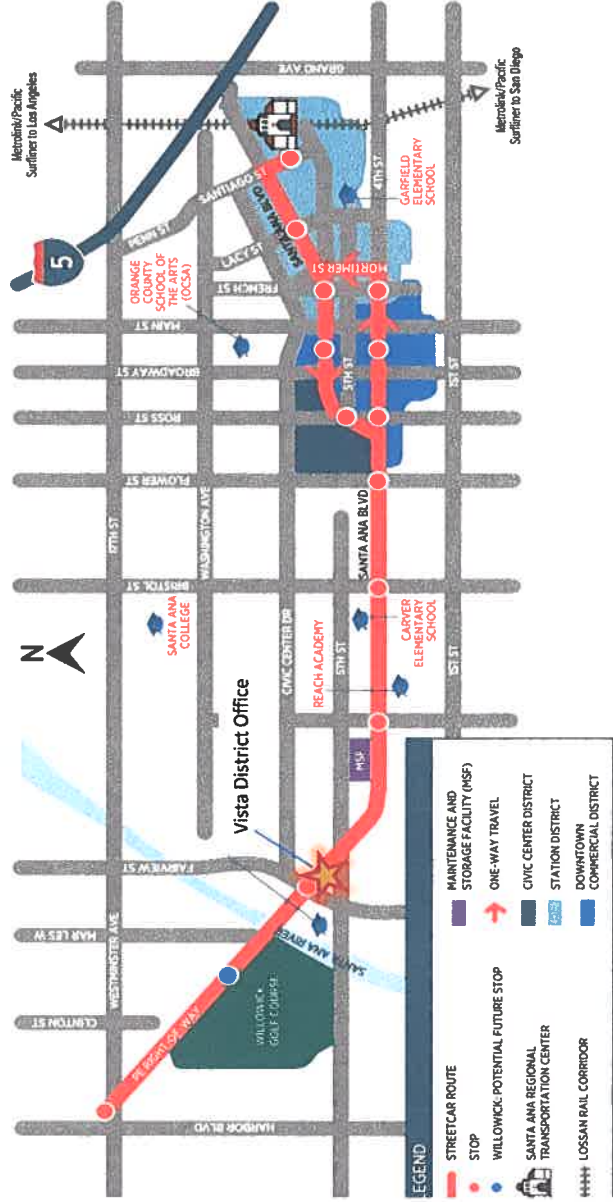 Metrolink/Pacific
Surfliner to Los Angeles
5
PENN ST
SANTIAGO ST
GRAND AVE
ORANGE
COUNTY
SCHOOL OF
THE ARTS
(OCSA)
LACY ST
SANTA ANA BLVD
FRENCH ST
MORTIMER ST
GARFIELD
ELEMENTARY
SCHOOL
4TH ST
Metrolink/Pacific
Surfliner to San Diego
MAIN ST
BROADWAY ST
ROSS ST
FLOWER ST
BRISTOL ST
5TH ST
1ST ST
17TH ST
WASHINGTON AVE
CIVIC CENTER DR
SANTA ANA BLVD
N
SANTA ANA
COLLEGE
REACH ACADEMY
5TH ST
CARVER
ELEMENTARY
SCHOOL
1ST ST
Vista District Office
MSF
FAIRVIEW ST
WESTMINSTER AVE
CLINTON ST
HARBOR BLVD
PE RIGHT-OF-WAY
SANTA ANA RIVER
WILLOWICK
GOLF COURSE
LEGEND
STREETCAR ROUTE
STOP
WILLOWICK: POTENTIAL FUTURE STOP
SANTA ANA REGIONAL
TRANSPORTATION CENTER
LOSSAN RAIL CORRIDOR
MAINTENANCE AND
STORAGE FACILITY (MSF)
ONE-WAY TRAVEL
CIVIC CENTER DISTRICT
STATION DISTRICT
DOWNTOWN
COMMERCIAL DISTRICT